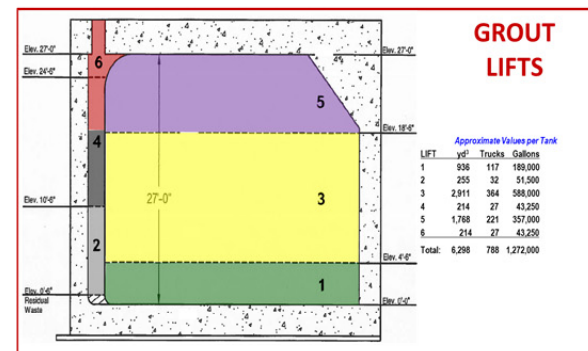 GROUT
LIFTS
Elev. 27'-0"
Elev. 24'-6"
Elev. 10'-6"
Elev. 0'-6"
Residual
Waste
6
4
2
27'-0"
5
3
1
Elev. 27'-0"
Elev. 18'-6"
Elev. 4'-6"
Elev. 0'-0"
Approximate Values per Tank
LIFT yd³ Trucks Gallons
1 936 117 189,000
2 255 32 51,500
3 2,911 364 588,000
4 214 27 43,250
5 1,768 221 357,000
6 214 27 43,250
Total: 6,298 788 1,272,000